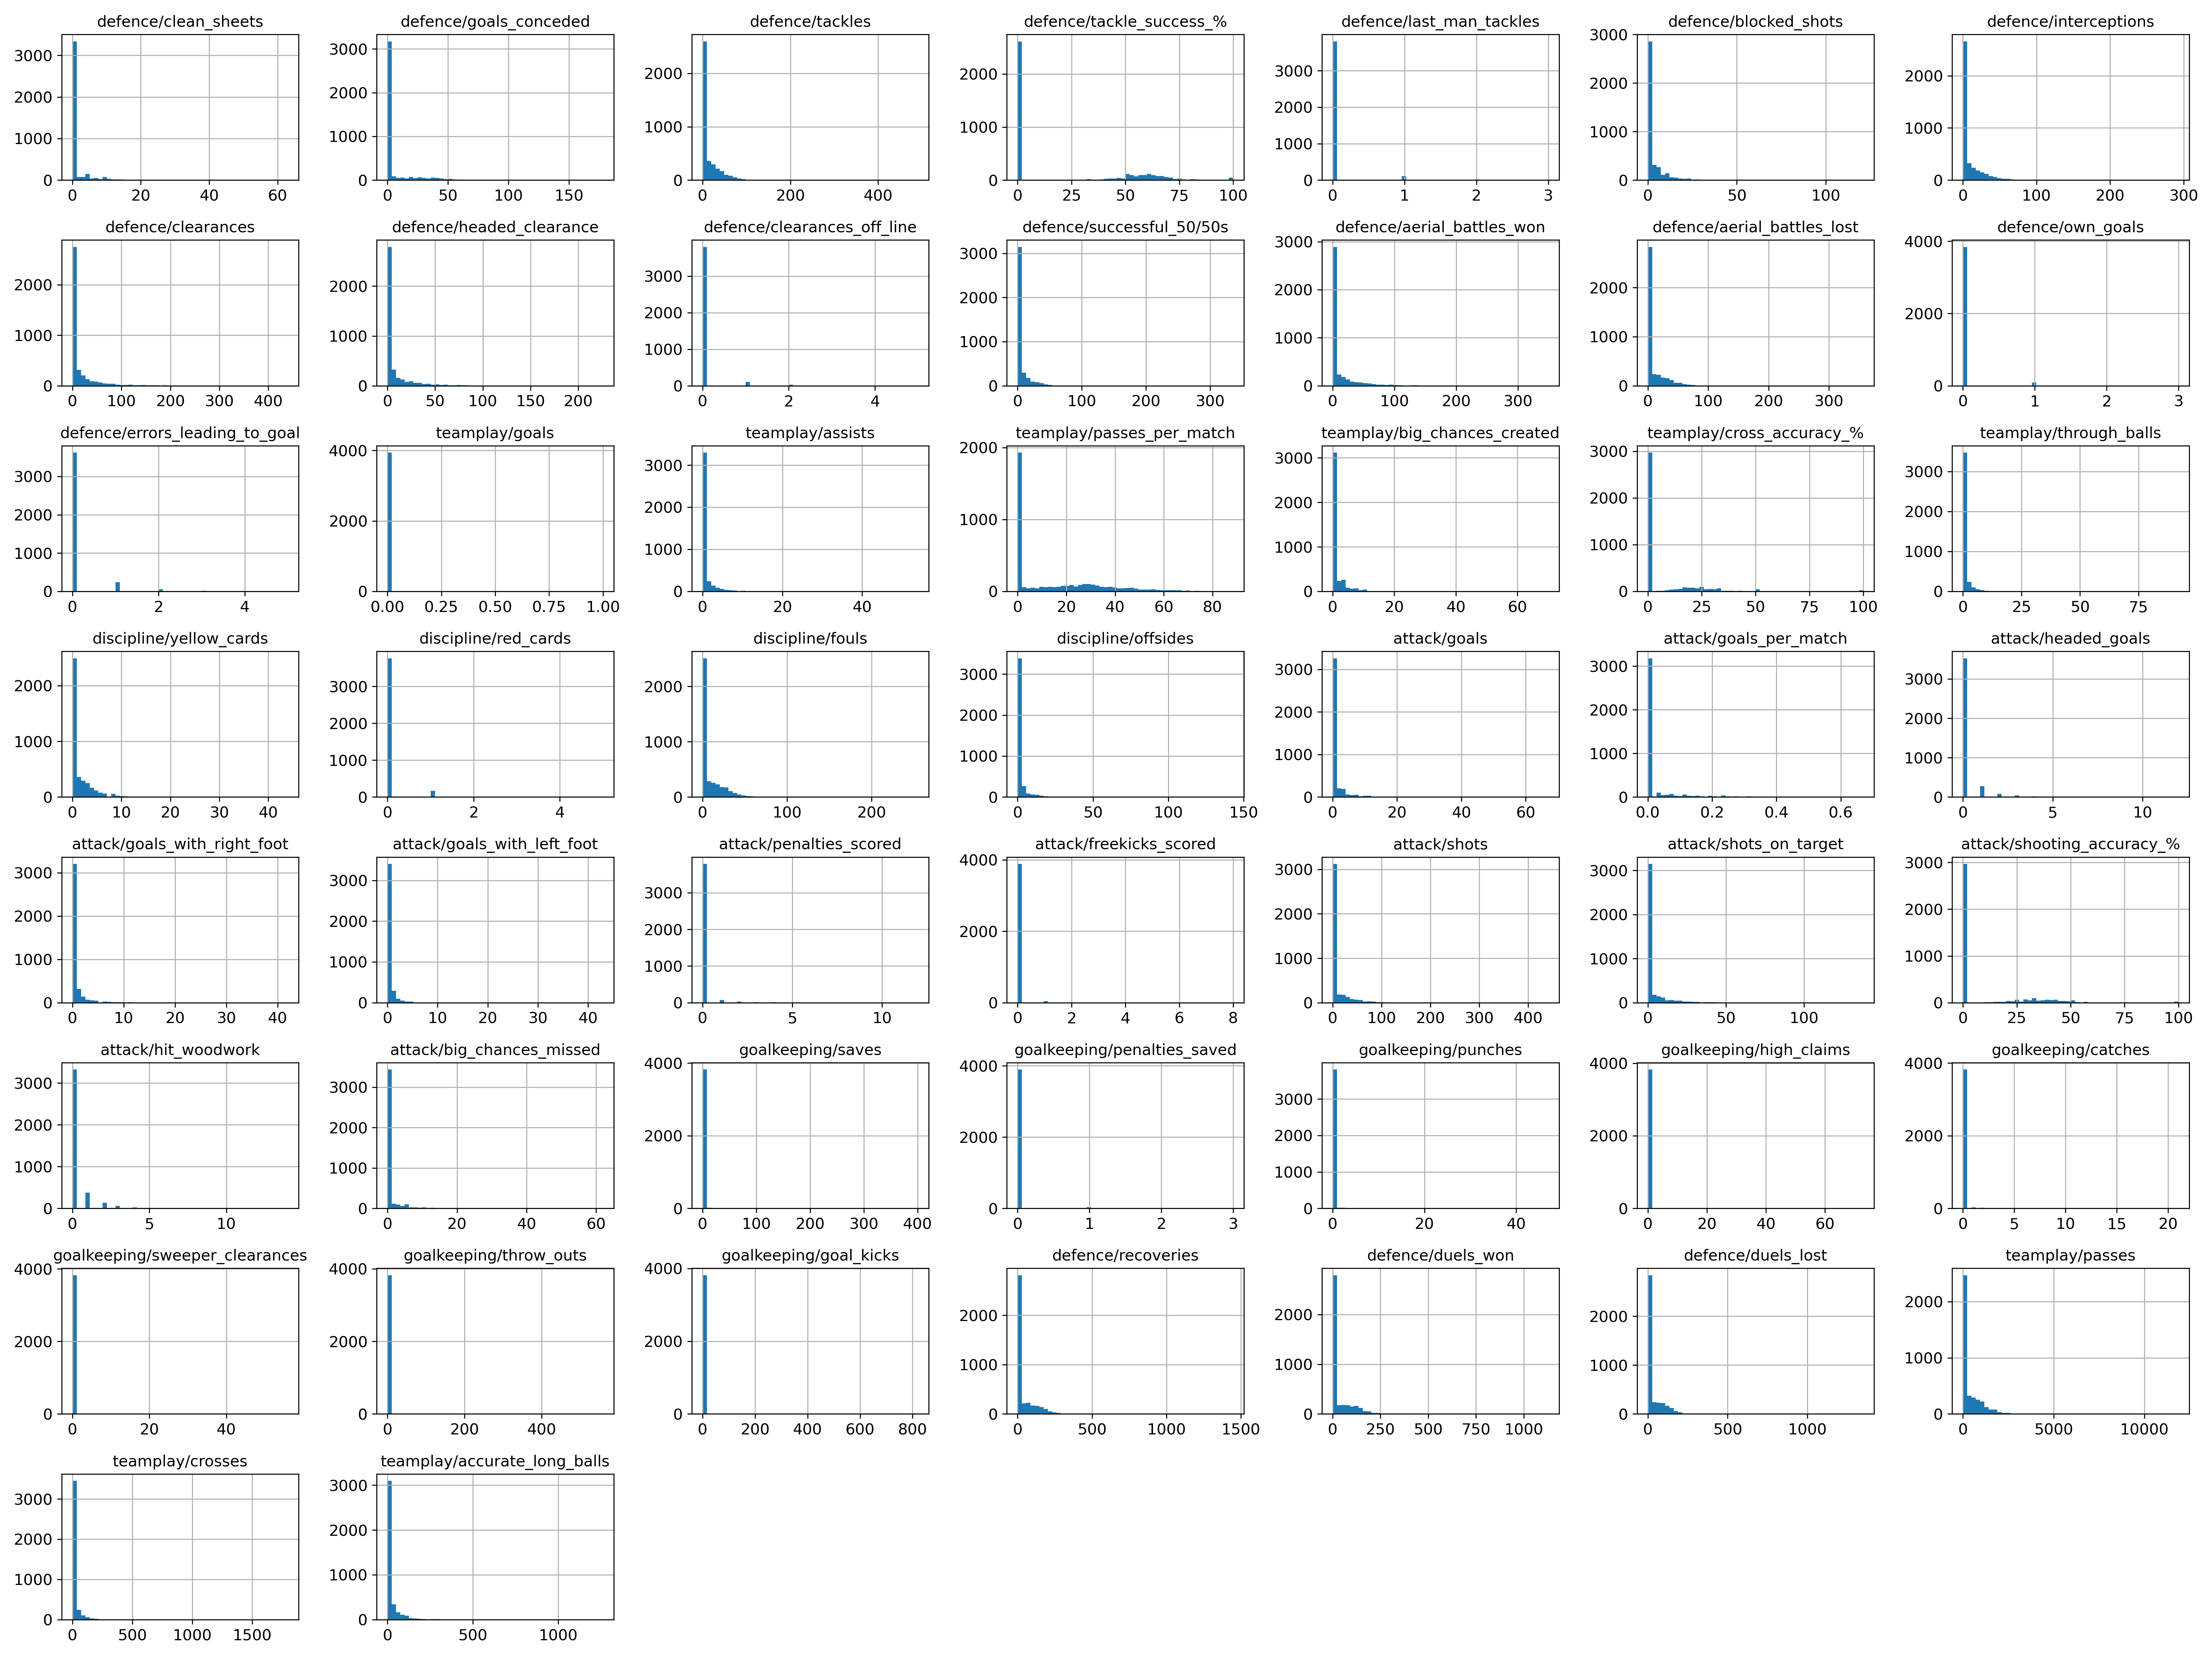 defence/clean_sheets defence/goals_conceded defence/tackles defence/tackle_success_% defence/last_man_tackles defence/blocked_shots defence/interceptions
3000 3000 2000 2000 3000 3000 2000
2000 2000 1000 1000 2000 2000 1000
1000 1000 0 0 1000 1000 0
0 0 0 0
0 20 40 60 0 50 100 150 0 200 400 0 25 50 75 100 0 1 2 3 0 50 100 0 100 200 300
defence/clearances defence/headed_clearance defence/clearances_off_line defence/successful_50/50s defence/aerial_battles_won defence/aerial_battles_lost defence/own_goals
2000 2000 3000 3000 3000 2000 4000
1000 1000 2000 2000 2000 1000 2000
0 0 1000 1000 1000 0 0
0 0 0
0 100 200 300 400 0 50 100 150 200 0 2 4 0 100 200 300 0 100 200 300 0 100 200 300 0 1 2 3
defence/errors_leading_to_goal teamplay/goals teamplay/assists teamplay/passes_per_match teamplay/big_chances_created teamplay/cross_accuracy_% teamplay/through_balls
3000 4000 3000 2000 3000 3000 3000
2000 2000 2000 1000 2000 2000 2000
1000 0 1000 0 1000 1000 1000
0 0 0 0 0
0 2 4 0.00 0.25 0.50 0.75 1.00 0 20 40 0 20 40 60 80 0 20 40 60 0 25 50 75 100 0 25 50 75
discipline/yellow_cards discipline/red_cards discipline/fouls discipline/offsides attack/goals attack/goals_per_match attack/headed_goals
2000 3000 2000 3000 3000 3000 3000
1000 2000 1000 2000 2000 2000 2000
0 1000 0 1000 1000 1000 1000
0 0 0 0 0
0 10 20 30 40 0 2 4 0 100 200 0 50 100 150 0 20 40 60 0.0 0.2 0.4 0.6 0 5 10
attack/goals_with_right_foot attack/goals_with_left_foot attack/penalties_scored attack/freekicks_scored attack/shots attack/shots_on_target attack/shooting_accuracy_%
3000 3000 3000 4000 3000 3000 3000
2000 2000 2000 2000 2000 2000 2000
1000 1000 1000 0 1000 1000 1000
0 0 0 0 0 0
0 10 20 30 40 0 10 20 30 40 0 5 10 0 2 4 6 8 0 100 200 300 400 0 50 100 0 25 50 75 100
attack/hit_woodwork attack/big_chances_missed goalkeeping/saves goalkeeping/penalties_saved goalkeeping/punches goalkeeping/high_claims goalkeeping/catches
3000 3000 4000 4000 3000 4000 4000
2000 2000 2000 2000 2000 2000 2000
1000 1000 0 0 1000 0 0
0 0 0
0 5 10 0 20 40 60 0 100 200 300 400 0 1 2 3 0 20 40 0 20 40 60 0 5 10 15 20
goalkeeping/sweeper_clearances goalkeeping/throw_outs goalkeeping/goal_kicks defence/recoveries defence/duels_won defence/duels_lost teamplay/passes
4000 4000 4000 2000 2000 2000 2000
2000 2000 2000 1000 1000 1000 1000
0 0 0 0 0 0 0
0 20 40 0 200 400 0 200 400 600 800 0 500 1000 1500 0 250 500 750 1000 0 500 1000 0 5000 10000
teamplay/crosses teamplay/accurate_long_balls
3000 3000
2000 2000
1000 1000
0 0
0 500 1000 1500 0 500 1000